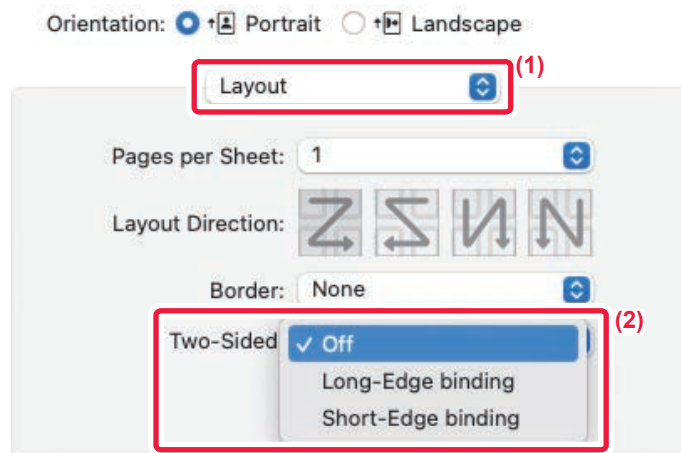 Orientation: Portrait Landscape
(1)
Layout
Pages per Sheet: 1
Layout Direction:
Border: None
(2)
Two-Sided ✓ Off
Long-Edge binding
Short-Edge binding